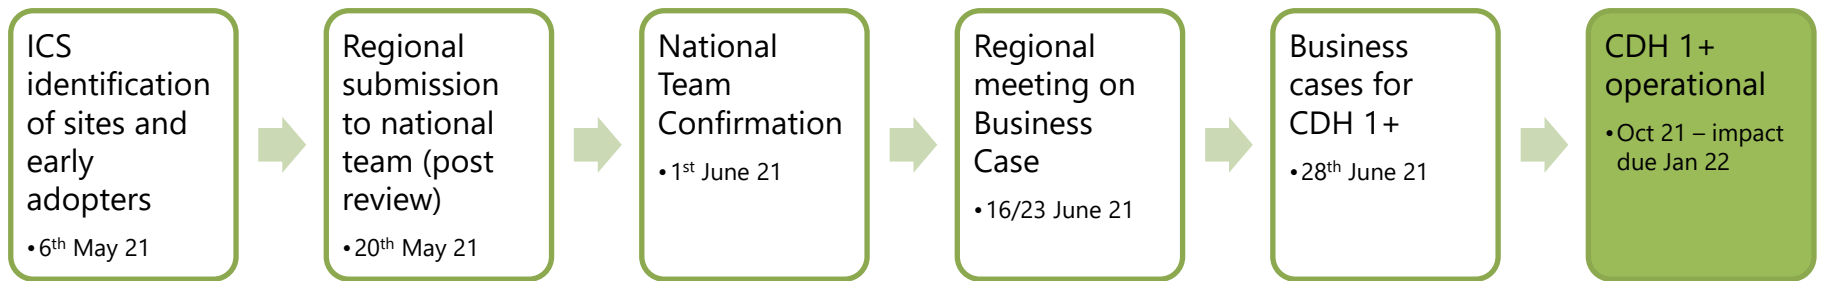 ICS
identification
of sites and
early
adopters
•6th May 21
Regional
submission
to national
team (post
review)
•20th May 21
National
Team
Confirmation
•1st June 21
Regional
meeting on
Business
Case
•16/23 June 21
Business
cases for
CDH 1+
•28th June 21
CDH 1+
operational
•Oct 21 – impact
due Jan 22